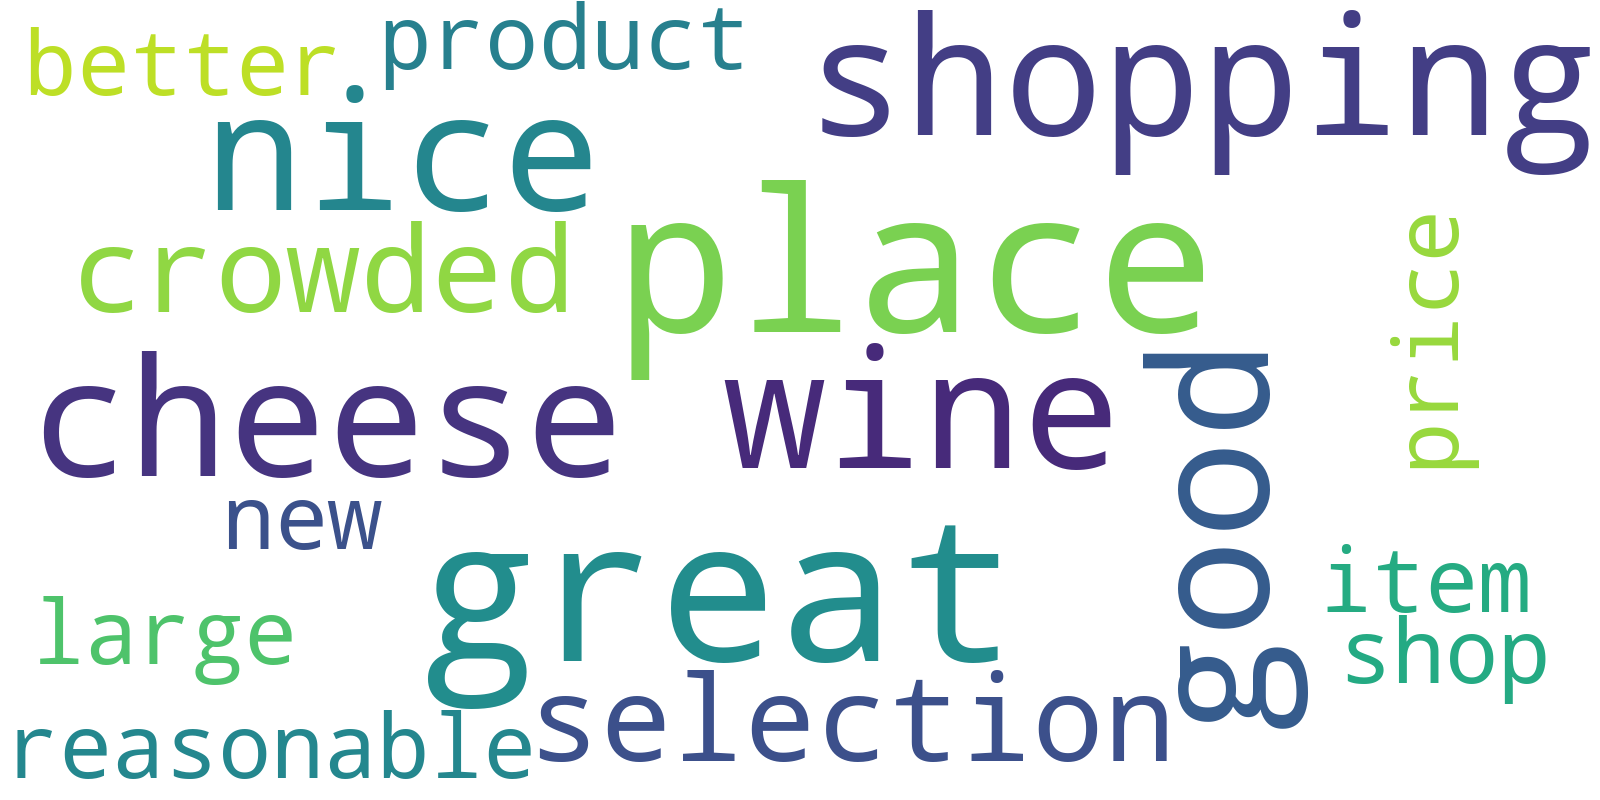 better
product
shopping
nice
crowded
place
price
cheese
wine
good
new
great
item
large
shop
selection
reasonable